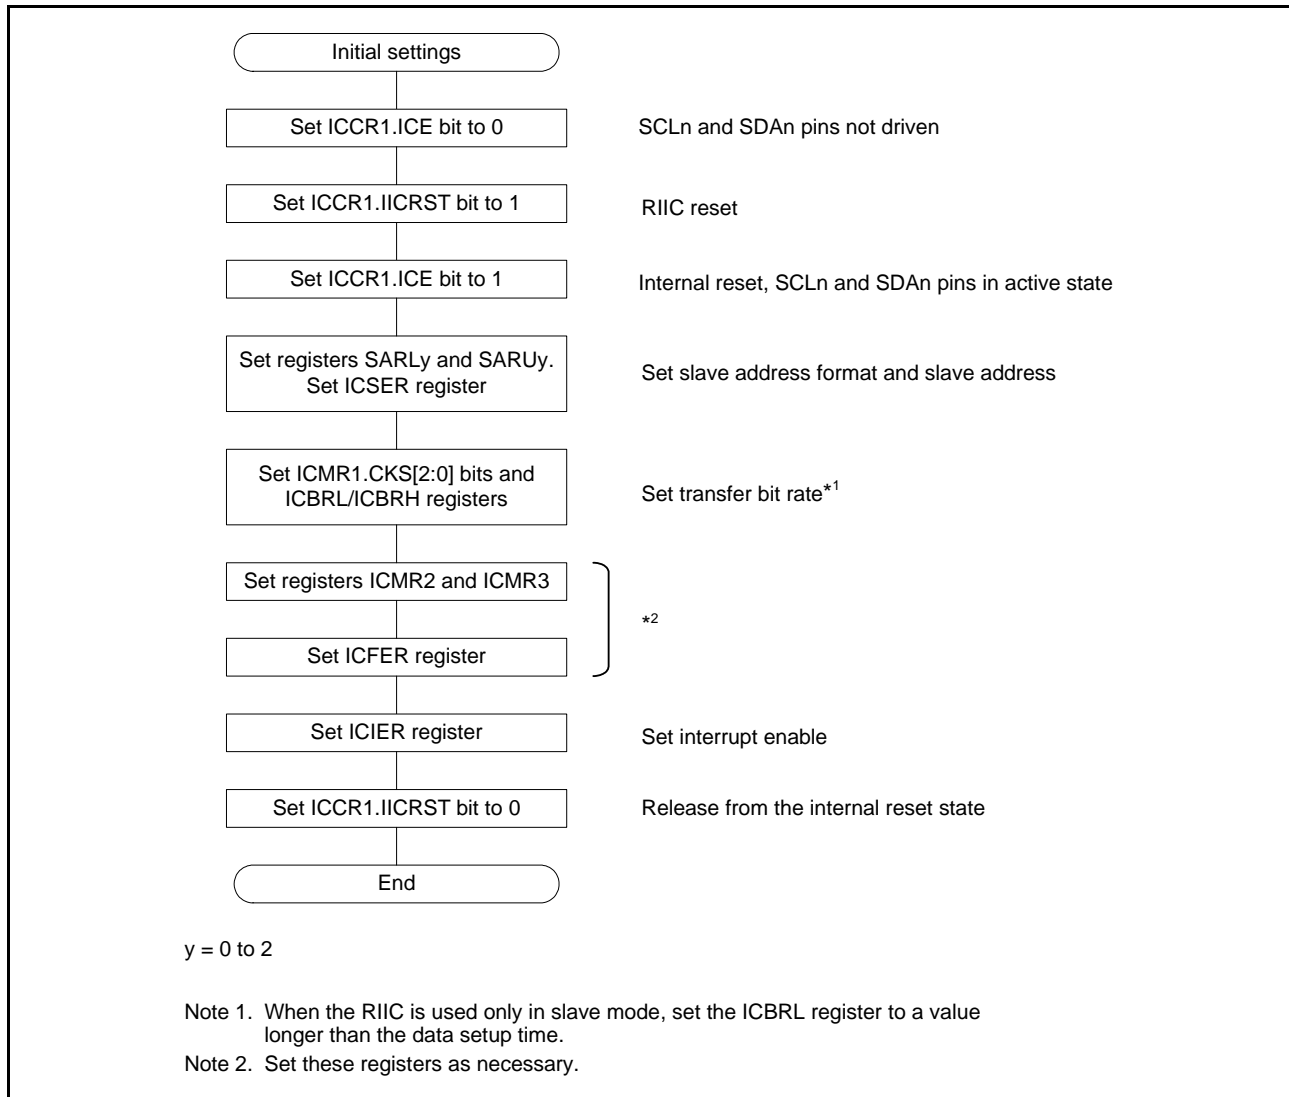 Initial settings
Set ICCR1.ICE bit to 0
SCLn and SDAn pins not driven
Set ICCR1.IICRST bit to 1
RIIC reset
Set ICCR1.ICE bit to 1
Internal reset, SCLn and SDAn pins in active state
Set registers SARLy and SARUy.
Set ICSER register
Set slave address format and slave address
Set ICMR1.CKS[2:0] bits and
ICBRL/ICBRH registers
Set transfer bit rate*1
Set registers ICMR2 and ICMR3
*2
Set ICFER register
Set ICIER register
Set interrupt enable
Set ICCR1.IICRST bit to 0
Release from the internal reset state
End
y = 0 to 2
Note 1. When the RIIC is used only in slave mode, set the ICBRL register to a value
longer than the data setup time.
Note 2. Set these registers as necessary.